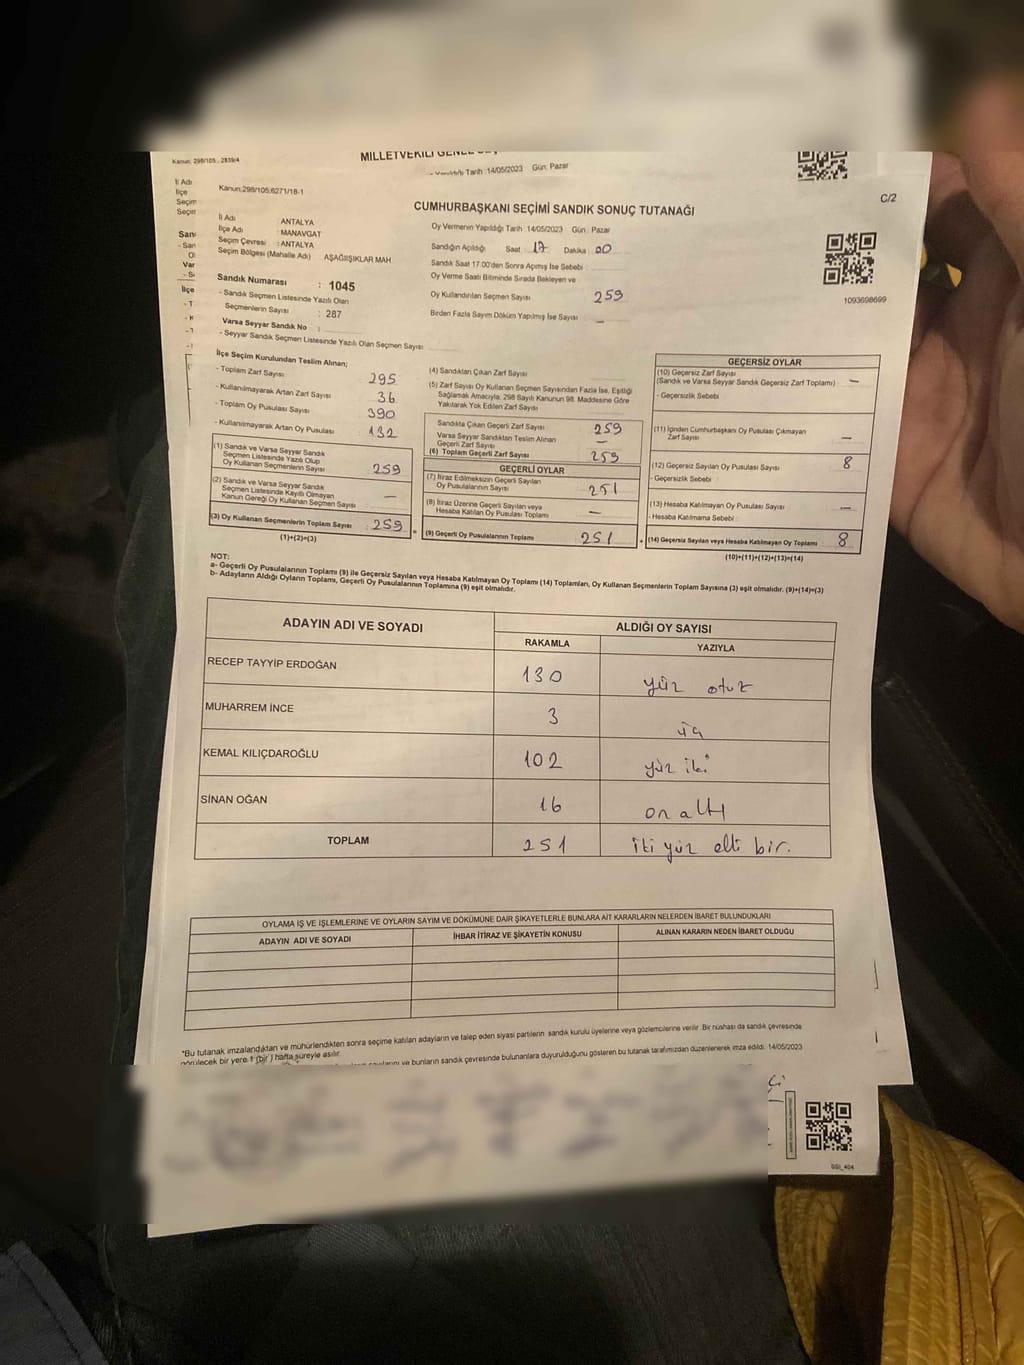 Kanun: 298/105 , 2839/4
MİLLETVEKİLİ GENEL
Tarih :14/05/2023 Gün: Pazar
İl Adı
İlçe
Seçim
Seçim
Kanun:298/105:6271/18-1
C/2
CUMHURBAŞKANI SEÇİMİ SANDIK SONUÇ TUTANAĞI
İl Adı : ANTALYA
İlçe Adı : MANAVGAT
Seçim Çevresi : ANTALYA
Seçim Bölgesi (Mahalle Adı) AŞAĞIIŞIKLAR MAH
Sandık Numarası : 1045
- Sandık Seçmen Listesinde Yazılı Olan
Seçmenlerin Sayısı : 287
Varsa Seyyar Sandık No :
- Seyyar Sandık Seçmen Listesinde Yazılı Olan Seçmen Sayısı
Oy Vermenin Yapıldığı Tarih :14/05/2023 Gün : Pazar
Sandığın Açıldığı Saat 17 Dakika 00
Sandık Saat 17:00'den Sonra Açımış İse Sebebi
Oy Verme Saati Bitiminde Sırada Bekleyen ve
Oy Kullandırılan Seçmen Sayısı 259
Birden Fazla Sayım Döküm Yapılmış İse Sayısı –
1093698699
İlçe Seçim Kurulundan Teslim Alınan;
- Toplam Zarf Sayısı 295
- Kullanılmayarak Artan Zarf Sayısı 36
- Toplam Oy Pusulası Sayısı 390
- Kullanılmayarak Artan Oy Pusulası : 132
(1) Sandık ve Varsa Seyyar Sandık
Seçmen Listesinde Yazılı Olup
Oy Kullanan Seçmenlerin Sayısı : 259
(2) Sandık ve Varsa Seyyar Sandık
Seçmen Listesinde Kayıtlı Olmayan
Kanun Gereği Oy Kullanan Seçmen Sayısı –
(3) Oy Kullanan Seçmenlerin Toplam Sayısı : 259
(1)+(2)=(3)
(4) Sandıktan Çıkan Zarf Sayısı
(5) Zarf Sayısı Oy Kullanan Seçmen Sayısından Fazla İse, Eşitliği
Sağlamak Amacıyla, 298 Sayılı Kanunun 98. Maddesine Göre
Yakılarak Yok Edilen Zarf Sayısı
Sandıkta Çıkan Geçerli Zarf Sayısı 259
Varsa Seyyar Sandıktan Teslim Alınan
Geçerli Zarf Sayısı –
(6) Toplam Geçerli Zarf Sayısı 259
GEÇERLİ OYLAR
(7) İtiraz Edilmeksizin Geçerli Sayılan
Oy Pusulalarının Sayısı : 251
(8) İtiraz Üzerine Geçerli Sayılan veya
Hesaba Katılan Oy Pusulası Toplamı –
(9) Geçerli Oy Pusulalarının Toplamı 251
GEÇERSİZ OYLAR
(10) Geçersiz Zarf Sayısı
(Sandık ve Varsa Seyyar Sandık Geçersiz Zarf Toplamı) –
- Geçersizlik Sebebi
(11) İçinden Cumhurbaşkanı Oy Pusulası Çıkmayan
Zarf Sayısı –
(12) Geçersiz Sayılan Oy Pusulası Sayısı 8
- Geçersizlik Sebebi
(13) Hesaba Katılmayan Oy Pusulası Sayısı –
- Hesaba Katılmama Sebebi
(14) Geçersiz Sayılan veya Hesaba Katılmayan Oy Toplamı : 8
(10)+(11)+(12)+(13)=(14)
NOT:
a- Geçerli Oy Pusulalarının Toplamı (9) ile Geçersiz Sayılan veya Hesaba Katılmayan Oy Toplamı (14) Toplamları, Oy Kullanan Seçmenlerin Toplam Sayısına (3) eşit olmalıdır. (9)+(14)=(3)
b- Adayların Aldığı Oyların Toplamı, Geçerli Oy Pusulalarının Toplamına (9) eşit olmalıdır.
ADAYIN ADI VE SOYADI ALDIĞI OY SAYISI
RAKAMLA YAZIYLA
RECEP TAYYİP ERDOĞAN 130 yüz otuz
MUHARREM İNCE 3 üç
KEMAL KILIÇDAROĞLU 102 yüz iki
SİNAN OĞAN 16 on altı
TOPLAM 251 iki yüz elli bir.
OYLAMA İŞ VE İŞLEMLERİNE VE OYLARIN SAYIM VE DÖKÜMÜNE DAİR ŞİKAYETLERLE BUNLARA AİT KARARLARIN NELERDEN İBARET BULUNDUKLARI
ADAYIN ADI VE SOYADI İHBAR İTİRAZ VE ŞİKAYETİN KONUSU ALINAN KARARIN NEDEN İBARET OLDUĞU
*Bu tutanak imzalandıktan ve mühürlendikten sonra seçime katılan adayların ve talep eden siyasi partilerin sandık kurulu üyelerine veya gözlemcilerine verilir. Bir nüshası da sandık çevresinde
görülecek bir yere 1 (bir ) hafta süreyle asılır.
ve bunların sandık çevresinde bulunanlara duyurulduğunu gösteren bu tutanak tarafımızdan düzenlenerek imza edildi. 14/05/2023
GSI_404